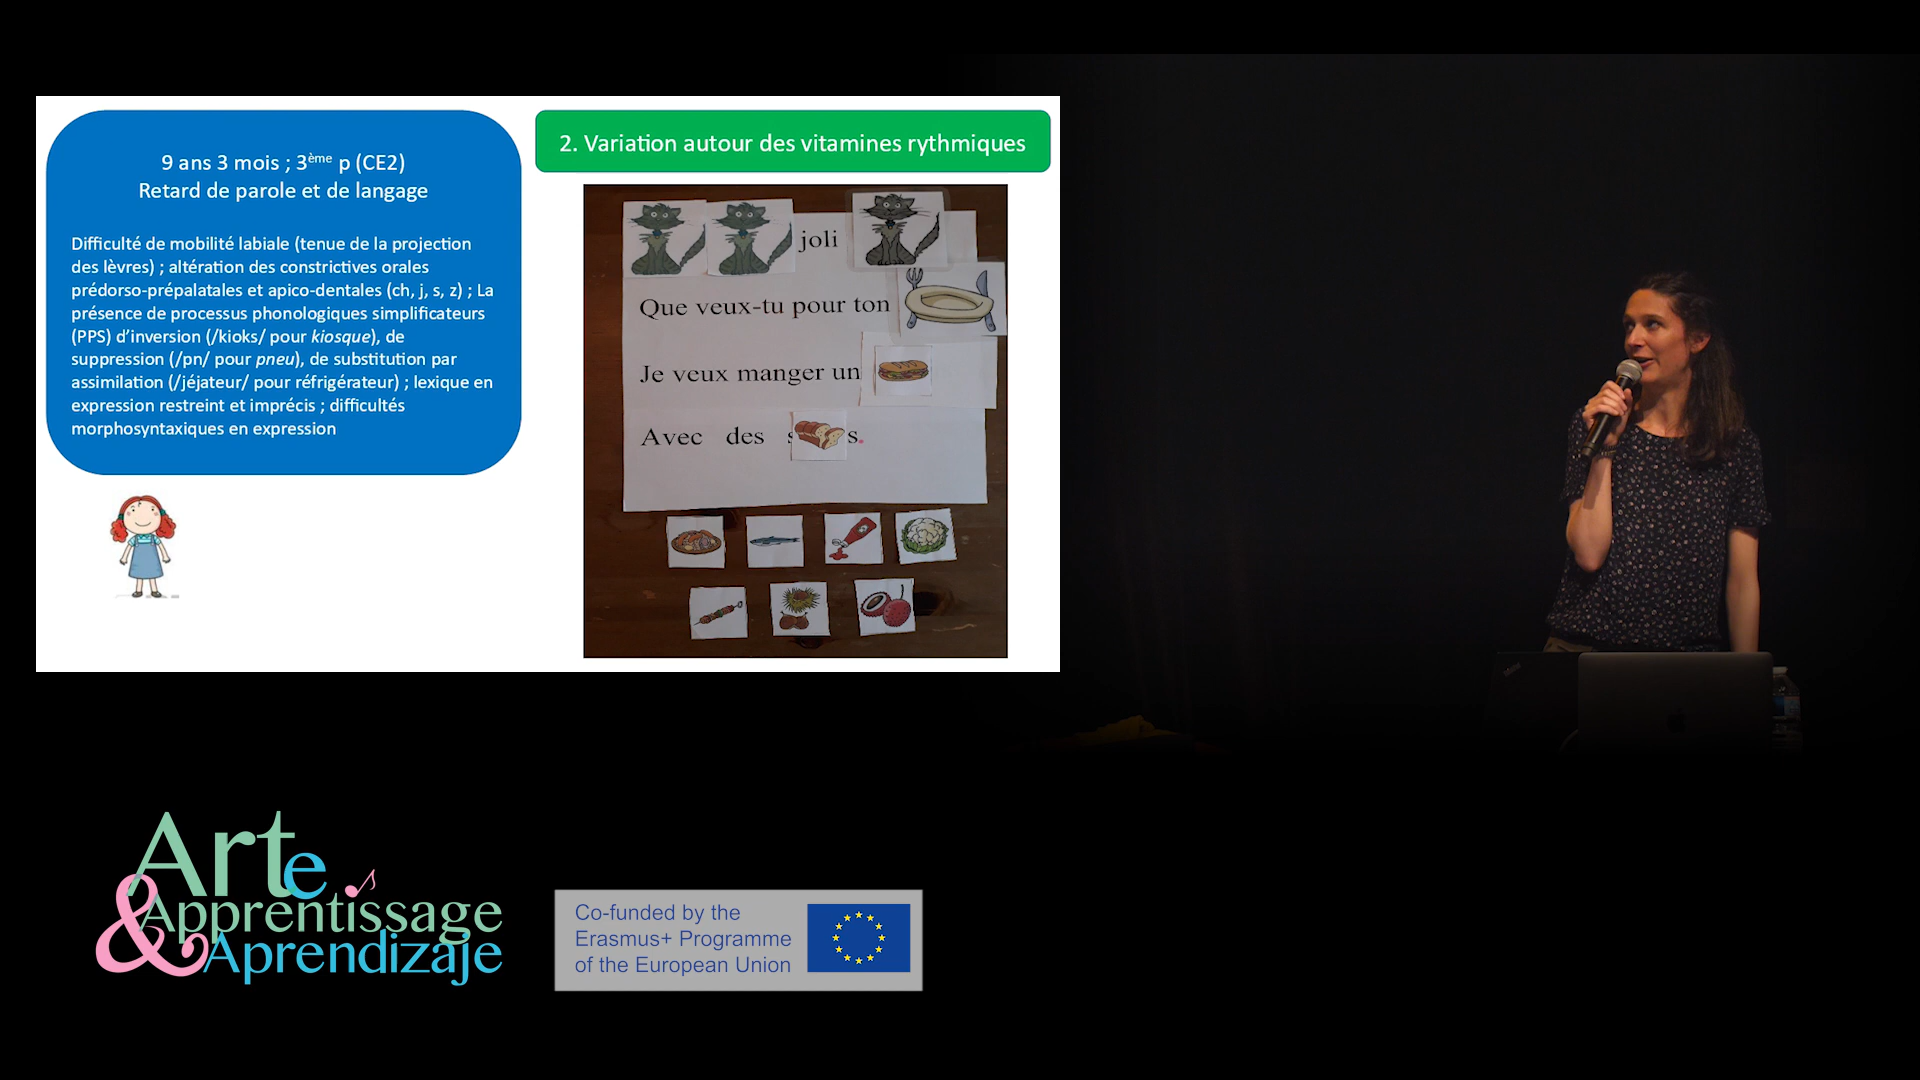 9 ans 3 mois ; 3ème p (CE2)
Retard de parole et de langage
Difficulté de mobilité labiale (tenue de la projection
des lèvres) ; altération des constrictives orales
prédorso-prépalatales et apico-dentales (ch, j, s, z) ; La
présence de processus phonologiques simplificateurs
(PPS) d'inversion (/kioks/ pour kiosque), de
suppression (/pn/ pour pneu), de substitution par
assimilation (/jéjateur/ pour réfrigérateur) ; lexique en
expression restreint et imprécis ; difficultés
morphosyntaxiques en expression
2. Variation autour des vitamines rythmiques
joli
Que veux-tu pour ton
Je veux manger un
Avec des s s.
Arte
&Apprentissage
Aprendizaje
Co-funded by the
Erasmus+ Programme
of the European Union